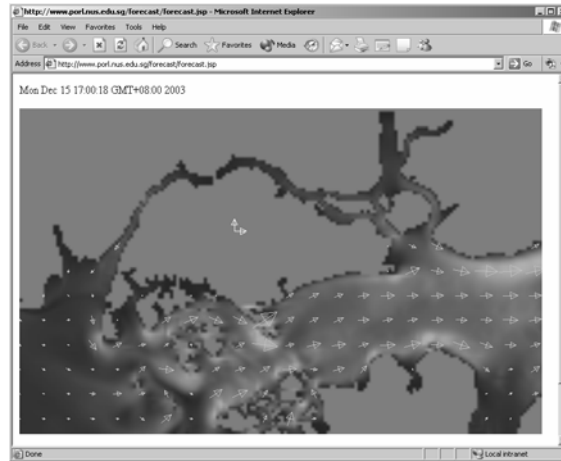 http://www.porl.nus.edu.sg/forecast/forecast.jsp - Microsoft Internet Explorer
File Edit View Favorites Tools Help
Back Search Favorites Media
Address http://www.porl.nus.edu.sg/forecast/forecast.jsp Go
Mon Dec 15 17:00:18 GMT+08:00 2003
Done Local intranet